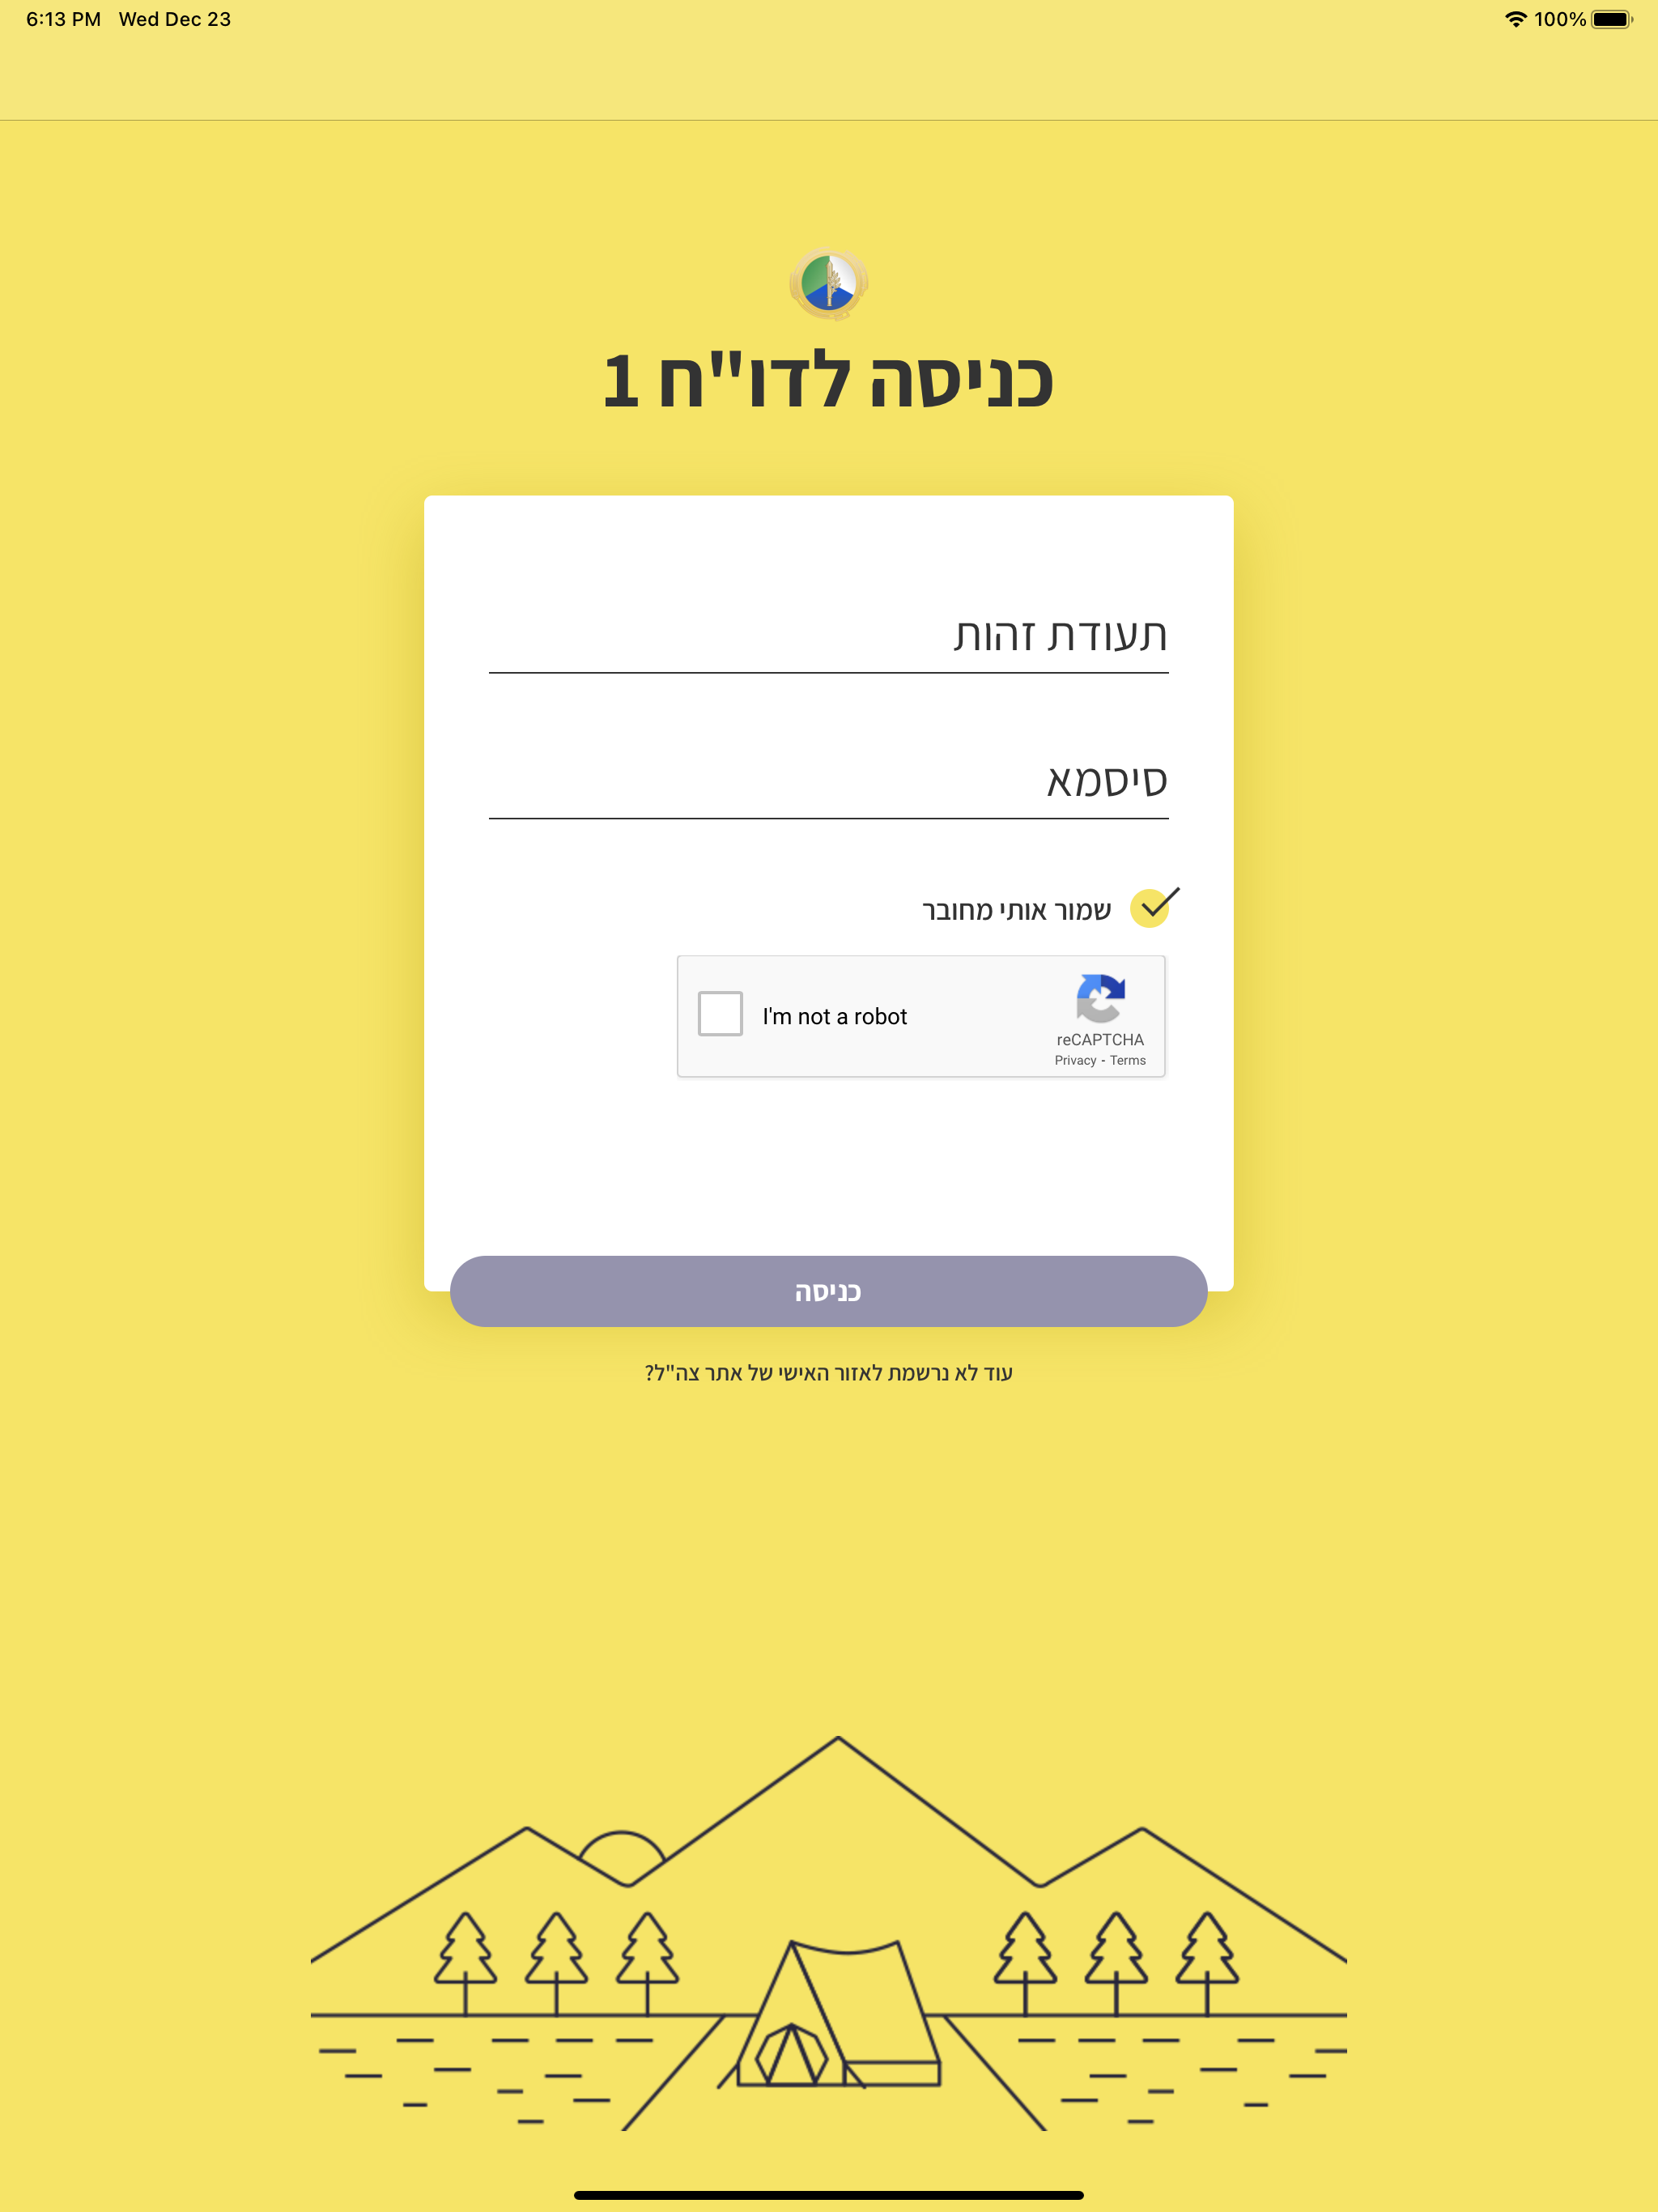 6:13 PM Wed Dec 23
100%
כניסה לדו"ח 1
תעודת זהות
סיסמא
שמור אותי מחובר
I'm not a robot
reCAPTCHA
Privacy - Terms
כניסה
עוד לא נרשמת לאזור האישי של אתר צה"ל?